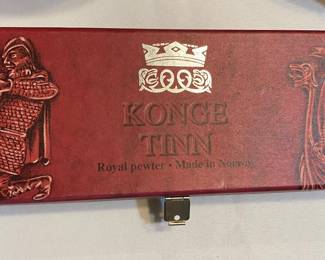 KONGE
TINN
Royal pewter • Made in Norway